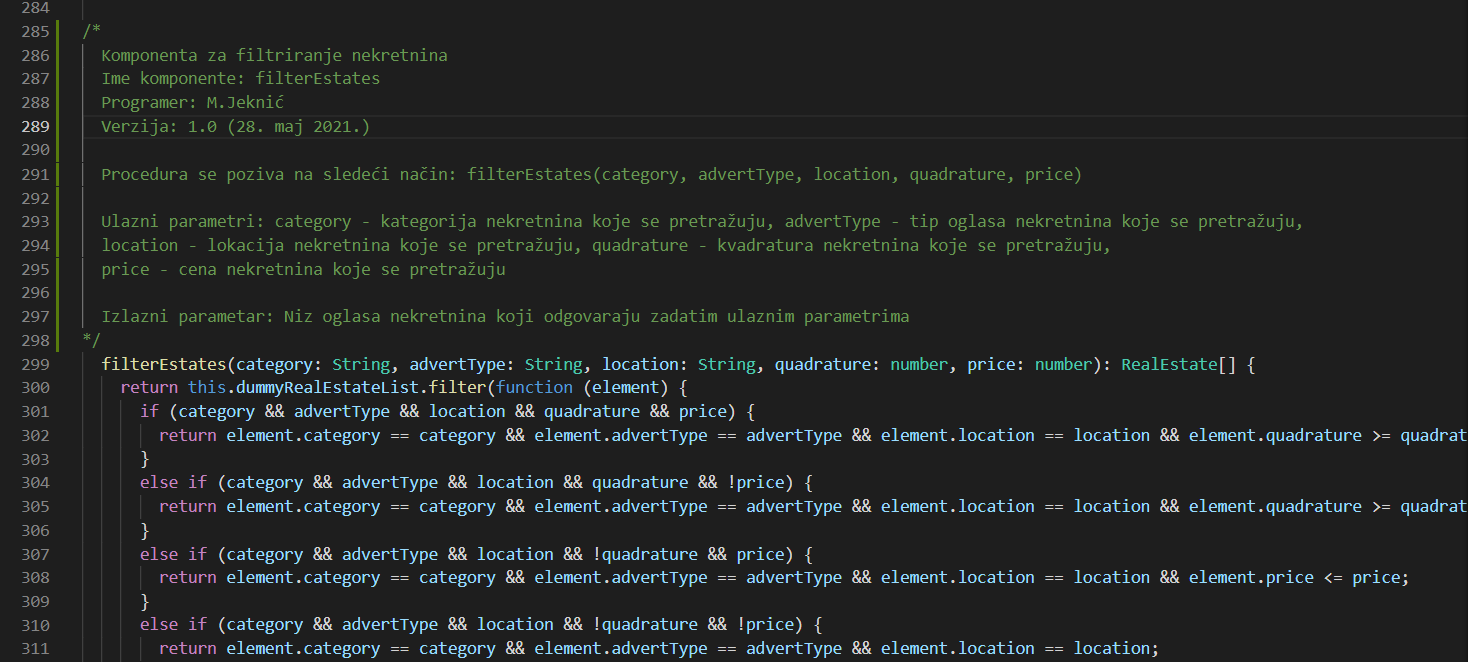 284
285 /*
286 Komponenta za filtriranje nekretnina
287 Ime komponente: filterEstates
288 Programer: M.Jeknić
289 Verzija: 1.0 (28. maj 2021.)
290
291 Procedura se poziva na sledeći način: filterEstates(category, advertType, location, quadrature, price)
292
293 Ulazni parametri: category - kategorija nekretnina koje se pretražuju, advertType - tip oglasa nekretnina koje se pretražuju,
294 location - lokacija nekretnina koje se pretražuju, quadrature - kvadratura nekretnina koje se pretražuju,
295 price - cena nekretnina koje se pretražuju
296
297 Izlazni parametar: Niz oglasa nekretnina koji odgovaraju zadatim ulaznim parametrima
298 */
299 filterEstates(category: String, advertType: String, location: String, quadrature: number, price: number): RealEstate[] {
300 return this.dummyRealEstateList.filter(function (element) {
301 if (category && advertType && location && quadrature && price) {
302 return element.category == category && element.advertType == advertType && element.location == location && element.quadrature >= quadrat
303 }
304 else if (category && advertType && location && quadrature && !price) {
305 return element.category == category && element.advertType == advertType && element.location == location && element.quadrature >= quadrat
306 }
307 else if (category && advertType && location && !quadrature && price) {
308 return element.category == category && element.advertType == advertType && element.location == location && element.price <= price;
309 }
310 else if (category && advertType && location && !quadrature && !price) {
311 return element.category == category && element.advertType == advertType && element.location == location;